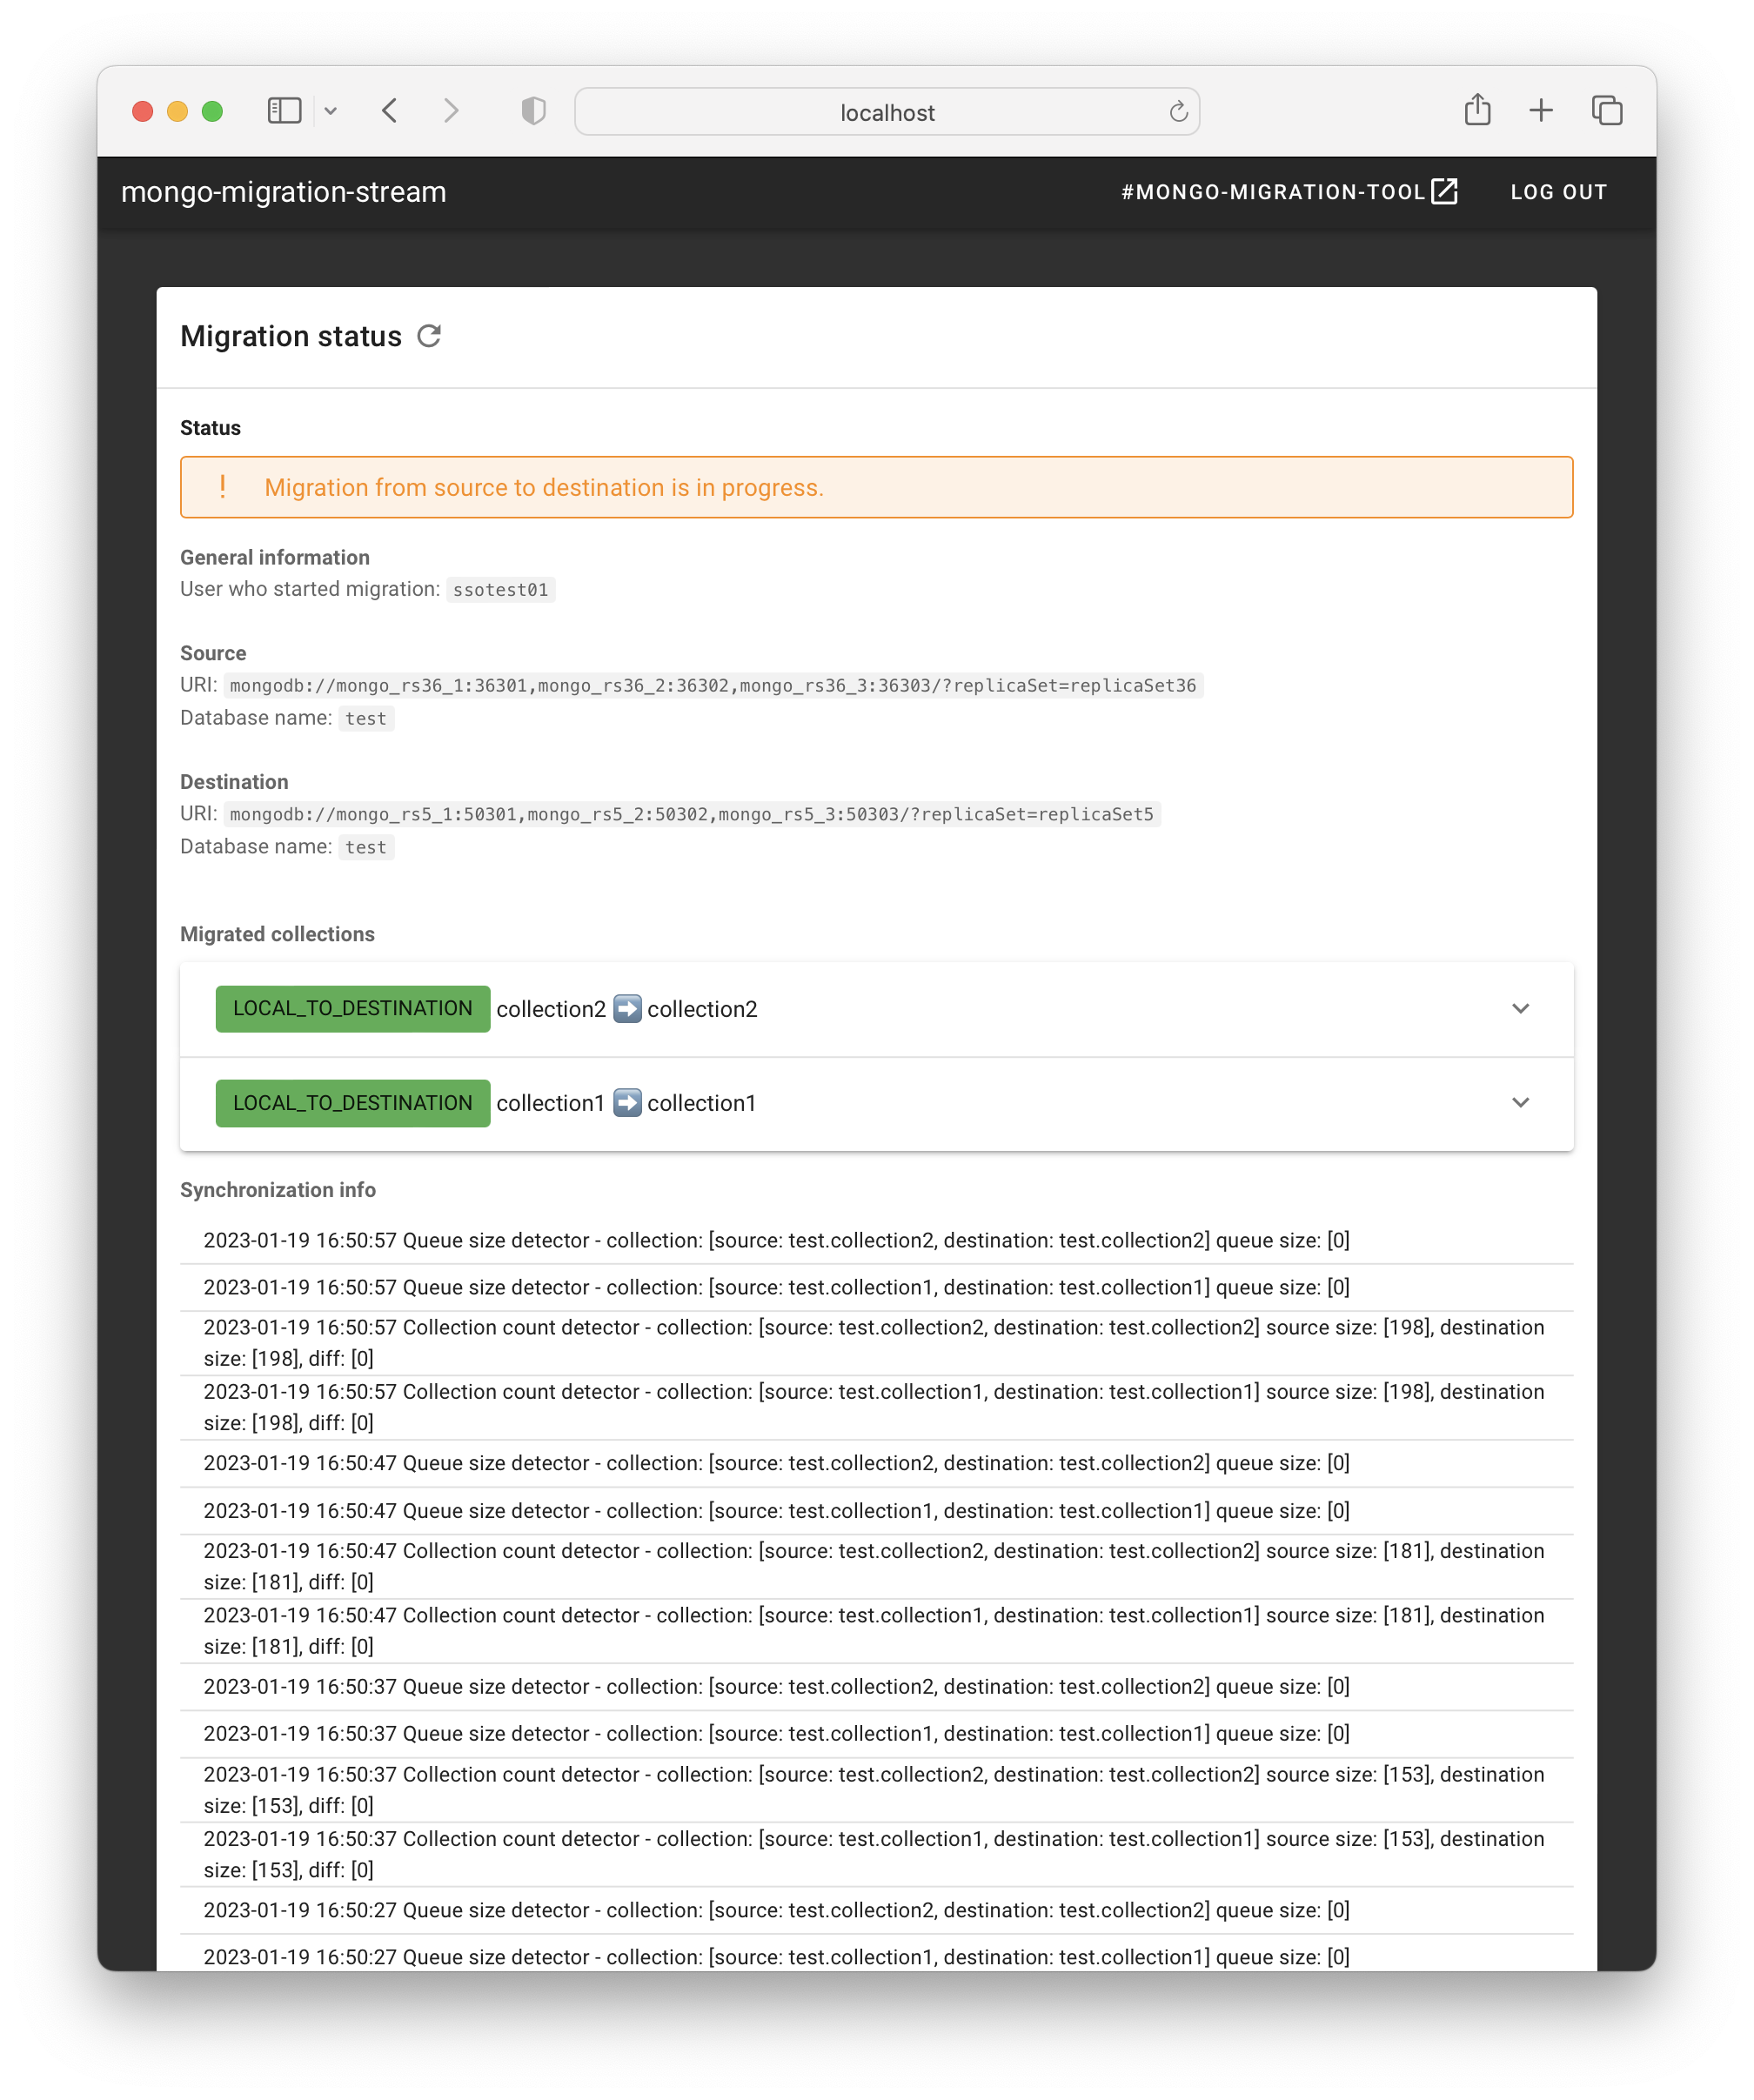 localhost
mongo-migration-stream
#MONGO-MIGRATION-TOOL
LOG OUT
Migration status
Status
! Migration from source to destination is in progress.
General information
User who started migration: ssotest01
Source
URI: mongodb://mongo_rs36_1:36301,mongo_rs36_2:36302,mongo_rs36_3:36303/?replicaSet=replicaSet36
Database name: test
Destination
URI: mongodb://mongo_rs5_1:50301,mongo_rs5_2:50302,mongo_rs5_3:50303/?replicaSet=replicaSet5
Database name: test
Migrated collections
LOCAL_TO_DESTINATION collection2 ➡️ collection2
LOCAL_TO_DESTINATION collection1 ➡️ collection1
Synchronization info
2023-01-19 16:50:57 Queue size detector - collection: [source: test.collection2, destination: test.collection2] queue size: [0]
2023-01-19 16:50:57 Queue size detector - collection: [source: test.collection1, destination: test.collection1] queue size: [0]
2023-01-19 16:50:57 Collection count detector - collection: [source: test.collection2, destination: test.collection2] source size: [198], destination
size: [198], diff: [0]
2023-01-19 16:50:57 Collection count detector - collection: [source: test.collection1, destination: test.collection1] source size: [198], destination
size: [198], diff: [0]
2023-01-19 16:50:47 Queue size detector - collection: [source: test.collection2, destination: test.collection2] queue size: [0]
2023-01-19 16:50:47 Queue size detector - collection: [source: test.collection1, destination: test.collection1] queue size: [0]
2023-01-19 16:50:47 Collection count detector - collection: [source: test.collection2, destination: test.collection2] source size: [181], destination
size: [181], diff: [0]
2023-01-19 16:50:47 Collection count detector - collection: [source: test.collection1, destination: test.collection1] source size: [181], destination
size: [181], diff: [0]
2023-01-19 16:50:37 Queue size detector - collection: [source: test.collection2, destination: test.collection2] queue size: [0]
2023-01-19 16:50:37 Queue size detector - collection: [source: test.collection1, destination: test.collection1] queue size: [0]
2023-01-19 16:50:37 Collection count detector - collection: [source: test.collection2, destination: test.collection2] source size: [153], destination
size: [153], diff: [0]
2023-01-19 16:50:37 Collection count detector - collection: [source: test.collection1, destination: test.collection1] source size: [153], destination
size: [153], diff: [0]
2023-01-19 16:50:27 Queue size detector - collection: [source: test.collection2, destination: test.collection2] queue size: [0]
2023-01-19 16:50:27 Queue size detector - collection: [source: test.collection1, destination: test.collection1] queue size: [0]